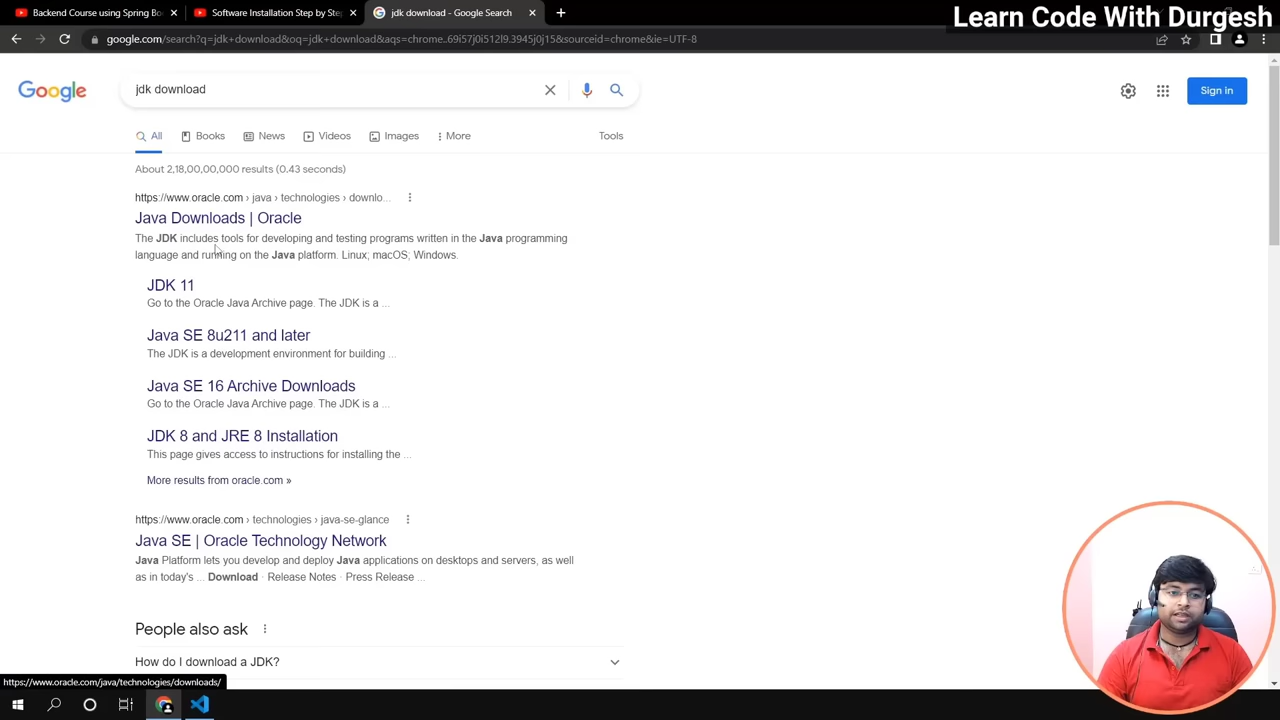 Backend Course using Spring Bo
Software Installation Step by Ste
jdk download - Google Search
Learn Code With Durgesh
google.com/search?q=jdk+download&oq=jdk+download&aqs=chrome..69i57j0i512l9.3945j0j15&sourceid=chrome&ie=UTF-8
Google
jdk download
Sign in
All
Books
News
Videos
Images
More
Tools
About 2,18,00,00,000 results (0.43 seconds)
https://www.oracle.com › java › technologies › downlo...
Java Downloads | Oracle
The JDK includes tools for developing and testing programs written in the Java programming
language and running on the Java platform. Linux; macOS; Windows.
JDK 11
Go to the Oracle Java Archive page. The JDK is a ...
Java SE 8u211 and later
The JDK is a development environment for building ...
Java SE 16 Archive Downloads
Go to the Oracle Java Archive page. The JDK is a ...
JDK 8 and JRE 8 Installation
This page gives access to instructions for installing the ...
More results from oracle.com »
https://www.oracle.com › technologies › java-se-glance
Java SE | Oracle Technology Network
Java Platform lets you develop and deploy Java applications on desktops and servers, as well
as in today's ... Download · Release Notes · Press Release ...
People also ask
How do I download a JDK?
https://www.oracle.com/java/technologies/downloads/